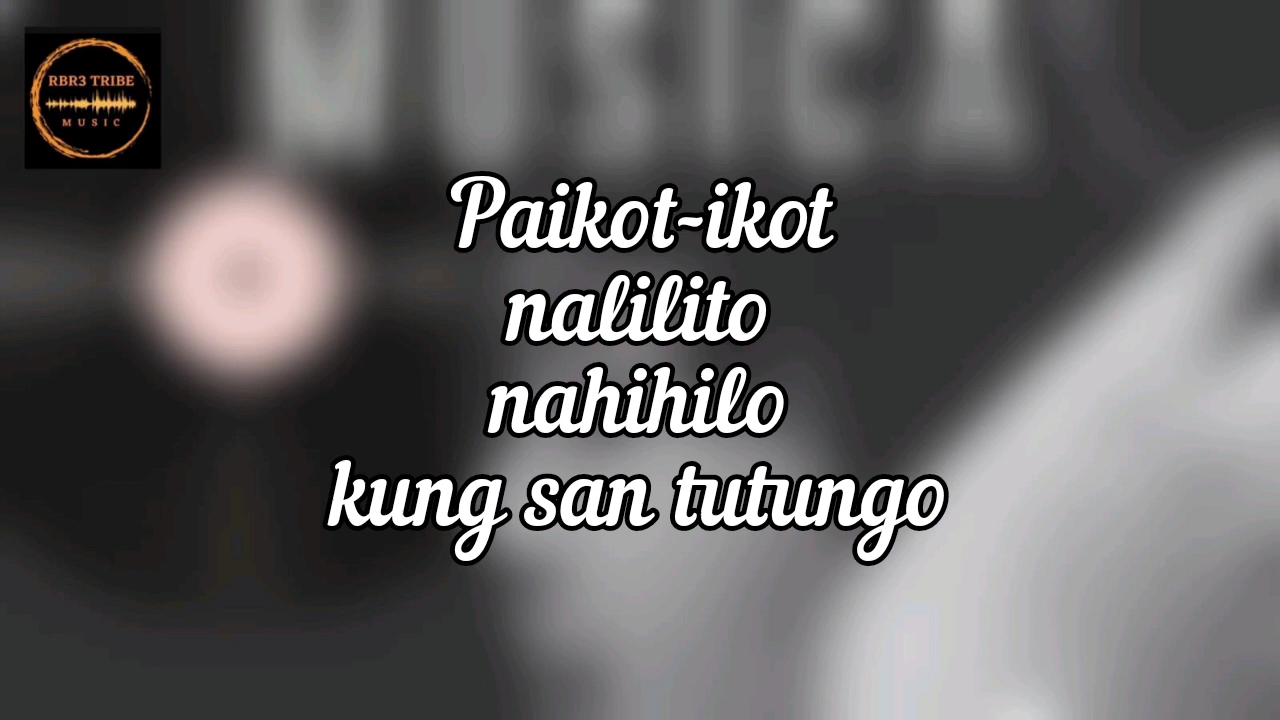 RBR3 TRIBE
MUSIC
Paikot-ikot
nalilito
nahihilo
kung san tutungo